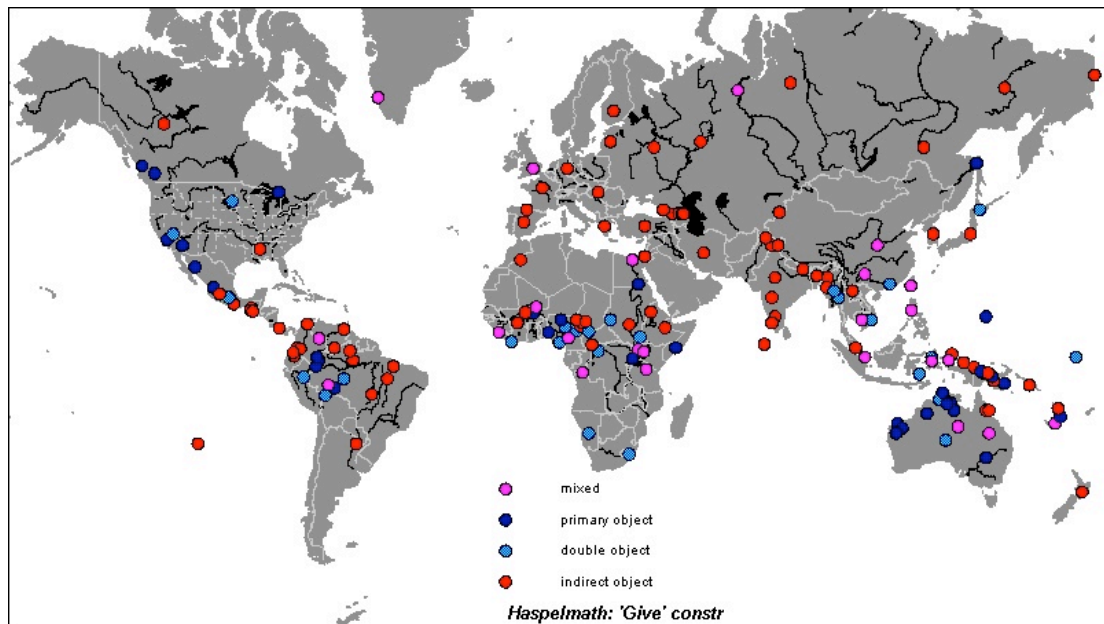 mixed
primary object
double object
indirect object
Haspelmath: 'Give' constr